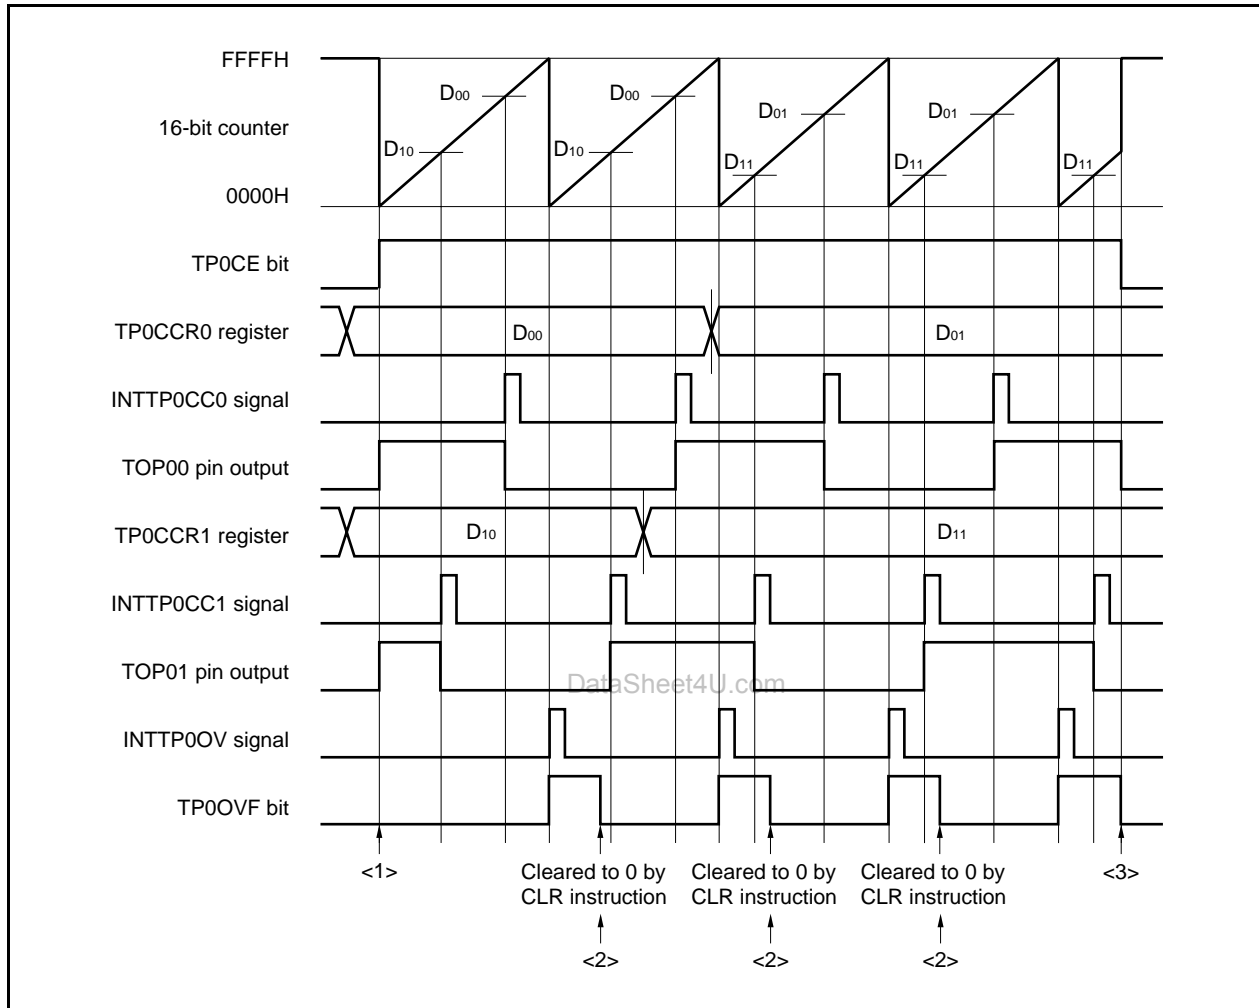 FFFFH
D00 D00
D01 D01
16-bit counter
D10 D10
D11 D11 D11
0000H
TP0CE bit
TP0CCR0 register D00 D01
INTTP0CC0 signal
TOP00 pin output
TP0CCR1 register D10 D11
INTTP0CC1 signal
TOP01 pin output
DataSheet4U.com
INTTP0OV signal
TP0OVF bit
<1> Cleared to 0 by Cleared to 0 by Cleared to 0 by <3>
CLR instruction CLR instruction CLR instruction
<2> <2> <2>